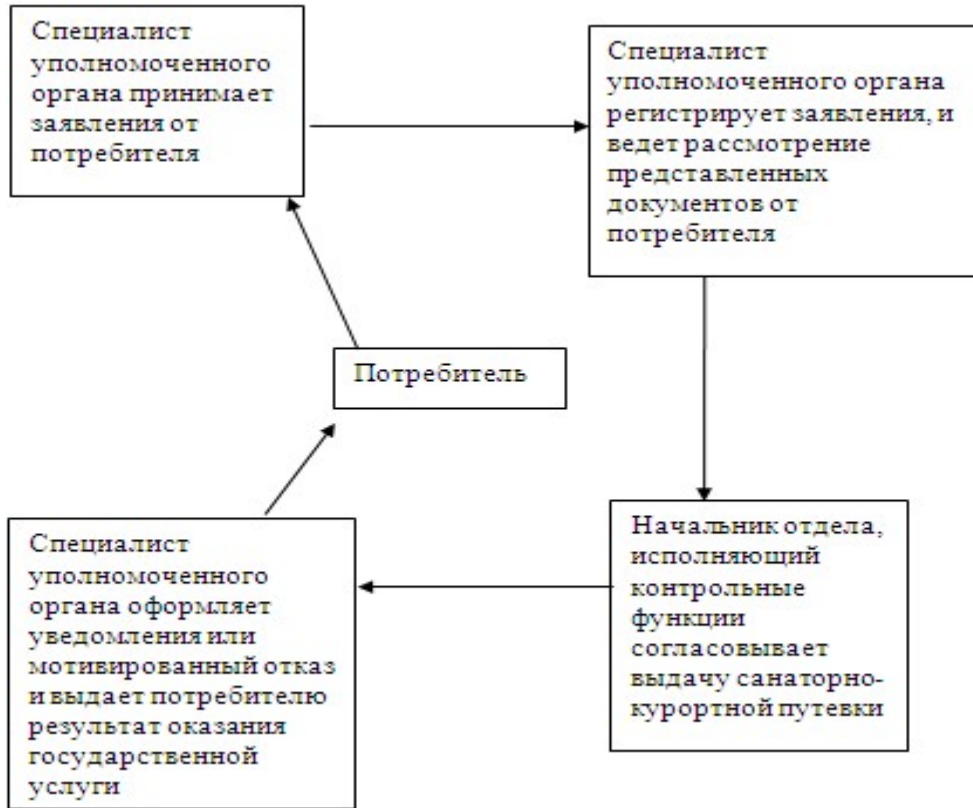 Специалист
уполномоченного
органа принимает
заявления от
потребителя
Специалист
уполномоченного органа
регистрирует заявления, и
ведет рассмотрение
представленных
документов от
потребителя
Потребитель
Специалист
уполномоченного
органа оформляет
уведомления или
мотивированный отказ
и выдает потребителю
результат оказания
государственной
услуги
Начальник отдела,
исполняющий
контрольные
функции
согласовывает
выдачу санаторно-
курортной путевки